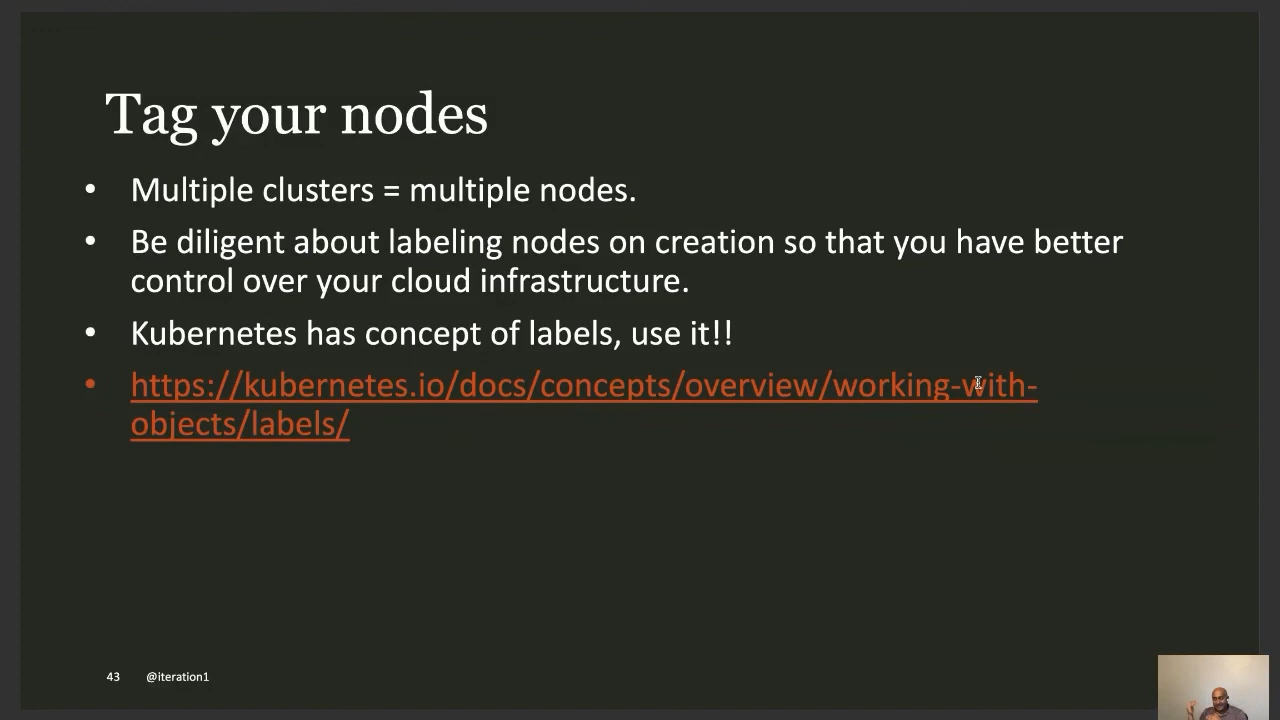 Tag your nodes
• Multiple clusters = multiple nodes.
• Be diligent about labeling nodes on creation so that you have better
control over your cloud infrastructure.
• Kubernetes has concept of labels, use it!!
• https://kubernetes.io/docs/concepts/overview/working-with-
objects/labels/
43 @iteration1